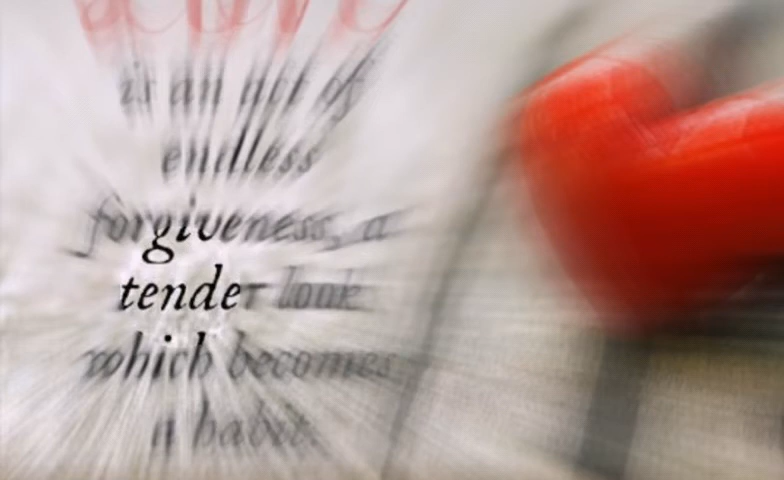 is an act of
endless
forgiveness, a
tender look
which becomes
a habit.